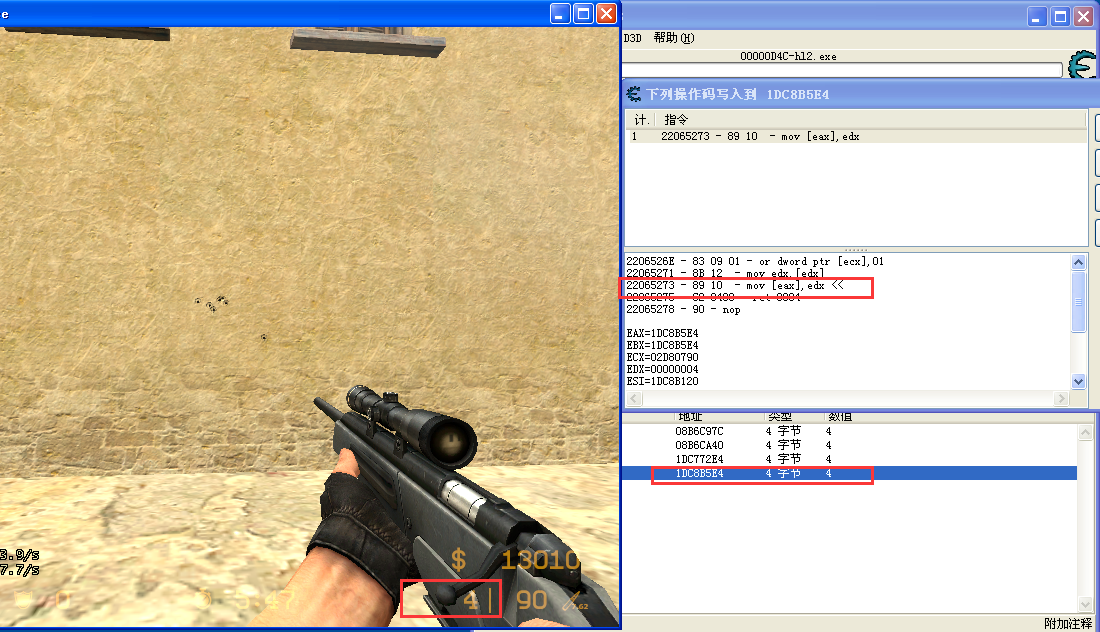 e
D3D 帮助(H)
00000D4C-hl2.exe
下列操作码写入到 1DC8B5E4
计. 指令
1 22065273 - 89 10 - mov [eax],edx
2206526E - 83 09 01 - or dword ptr [ecx],01
22065271 - 8B 12 - mov edx,[edx]
22065273 - 89 10 - mov [eax],edx <<
22065275 - C2 0400 - ret 0004
22065278 - 90 - nop
EAX=1DC8B5E4
EBX=1DC8B5E4
ECX=02D80790
EDX=00000004
ESI=1DC8B120
地址 类型 数值
08B6C97C 4 字节 4
08B6CA40 4 字节 4
1DC772E4 4 字节 4
1DC8B5E4 4 字节 4
附加注释
3.9/s
7.7/s
$ 13010
4 | 90 7.62